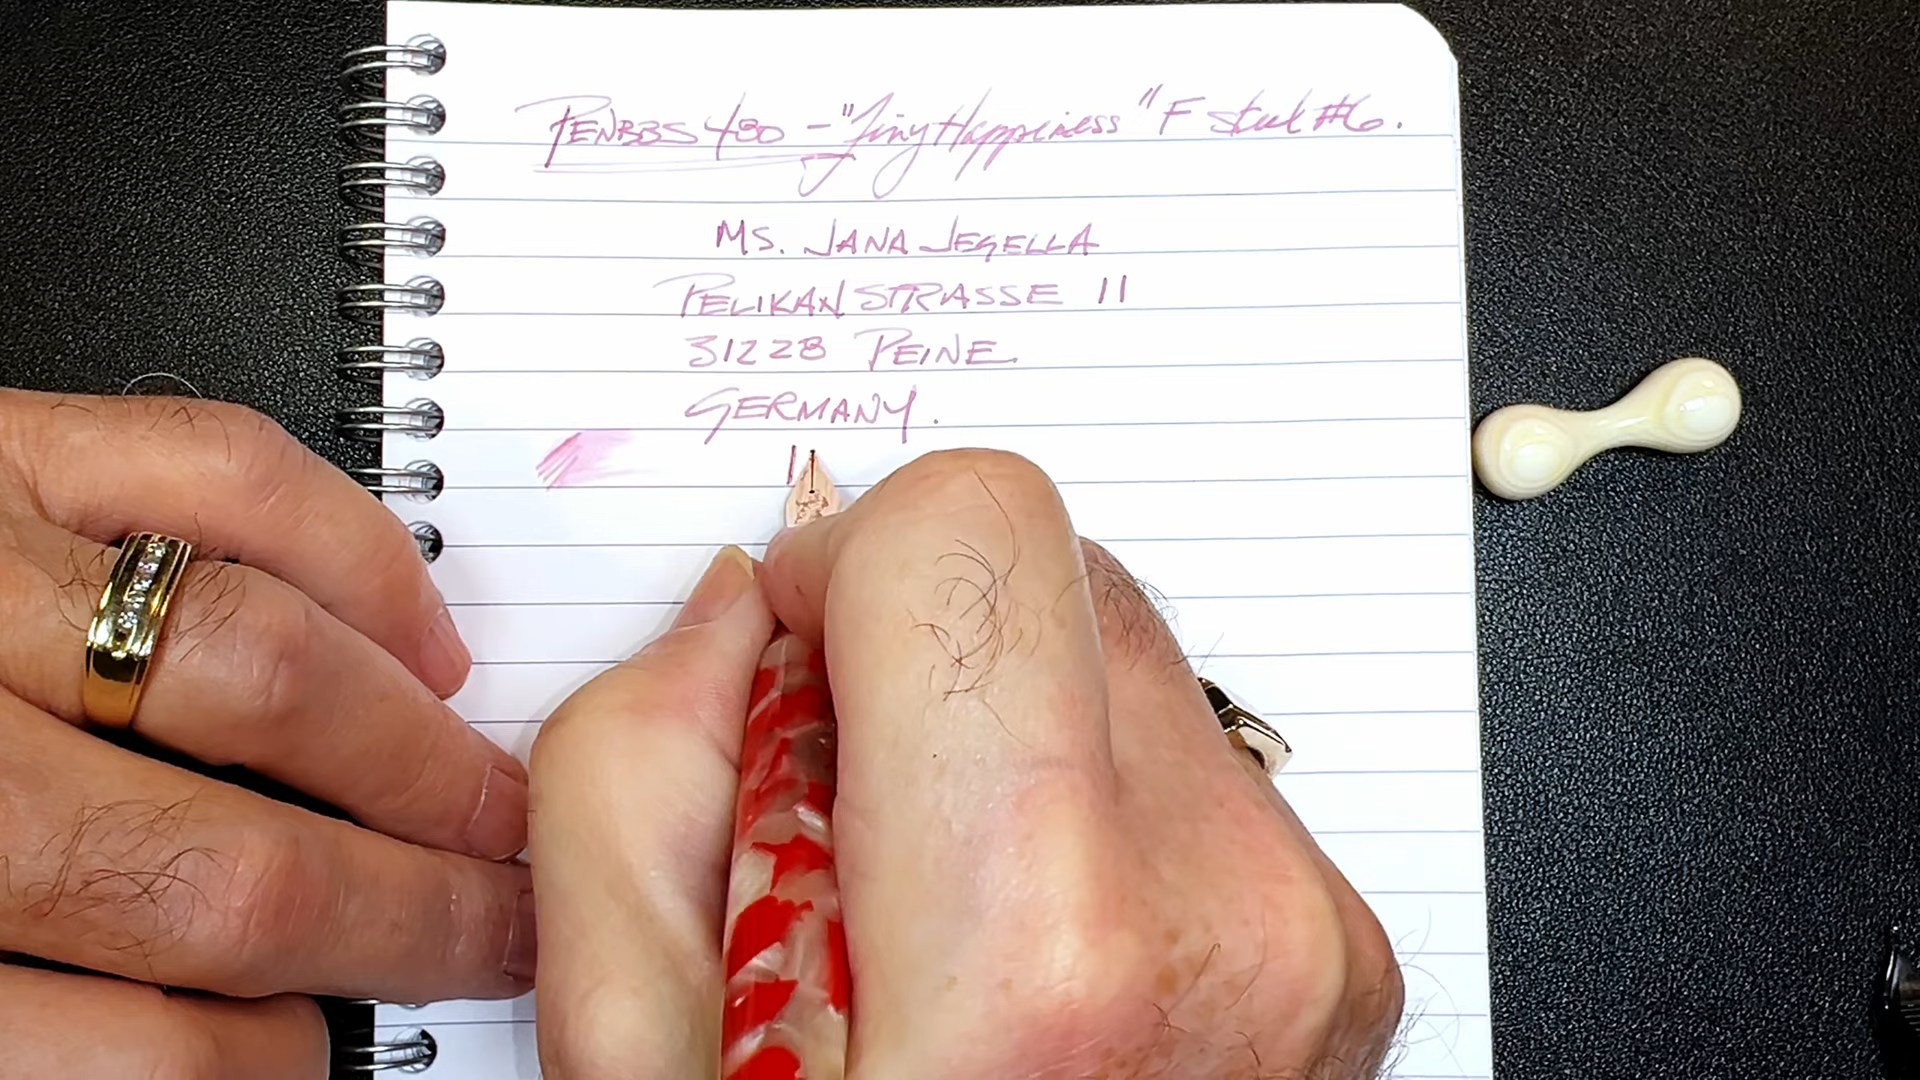 PENBBS 480 - "Tiny Happiness" F steel #6.
MS. JANA JEGELLA
PELIKANSTRASSE 11
31228 PEINE
GERMANY.